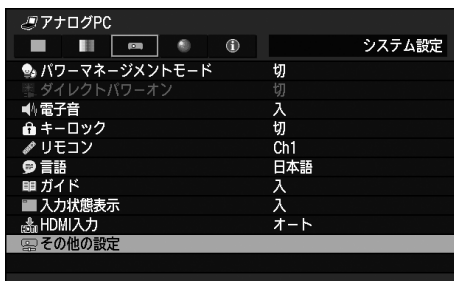 アナログPC
システム設定
パワーマネージメントモード 切
ダイレクトパワーオン 切
電子音 入
キーロック 切
リモコン Ch1
言語 日本語
ガイド 入
入力状態表示 入
HDMI入力 オート
その他の設定